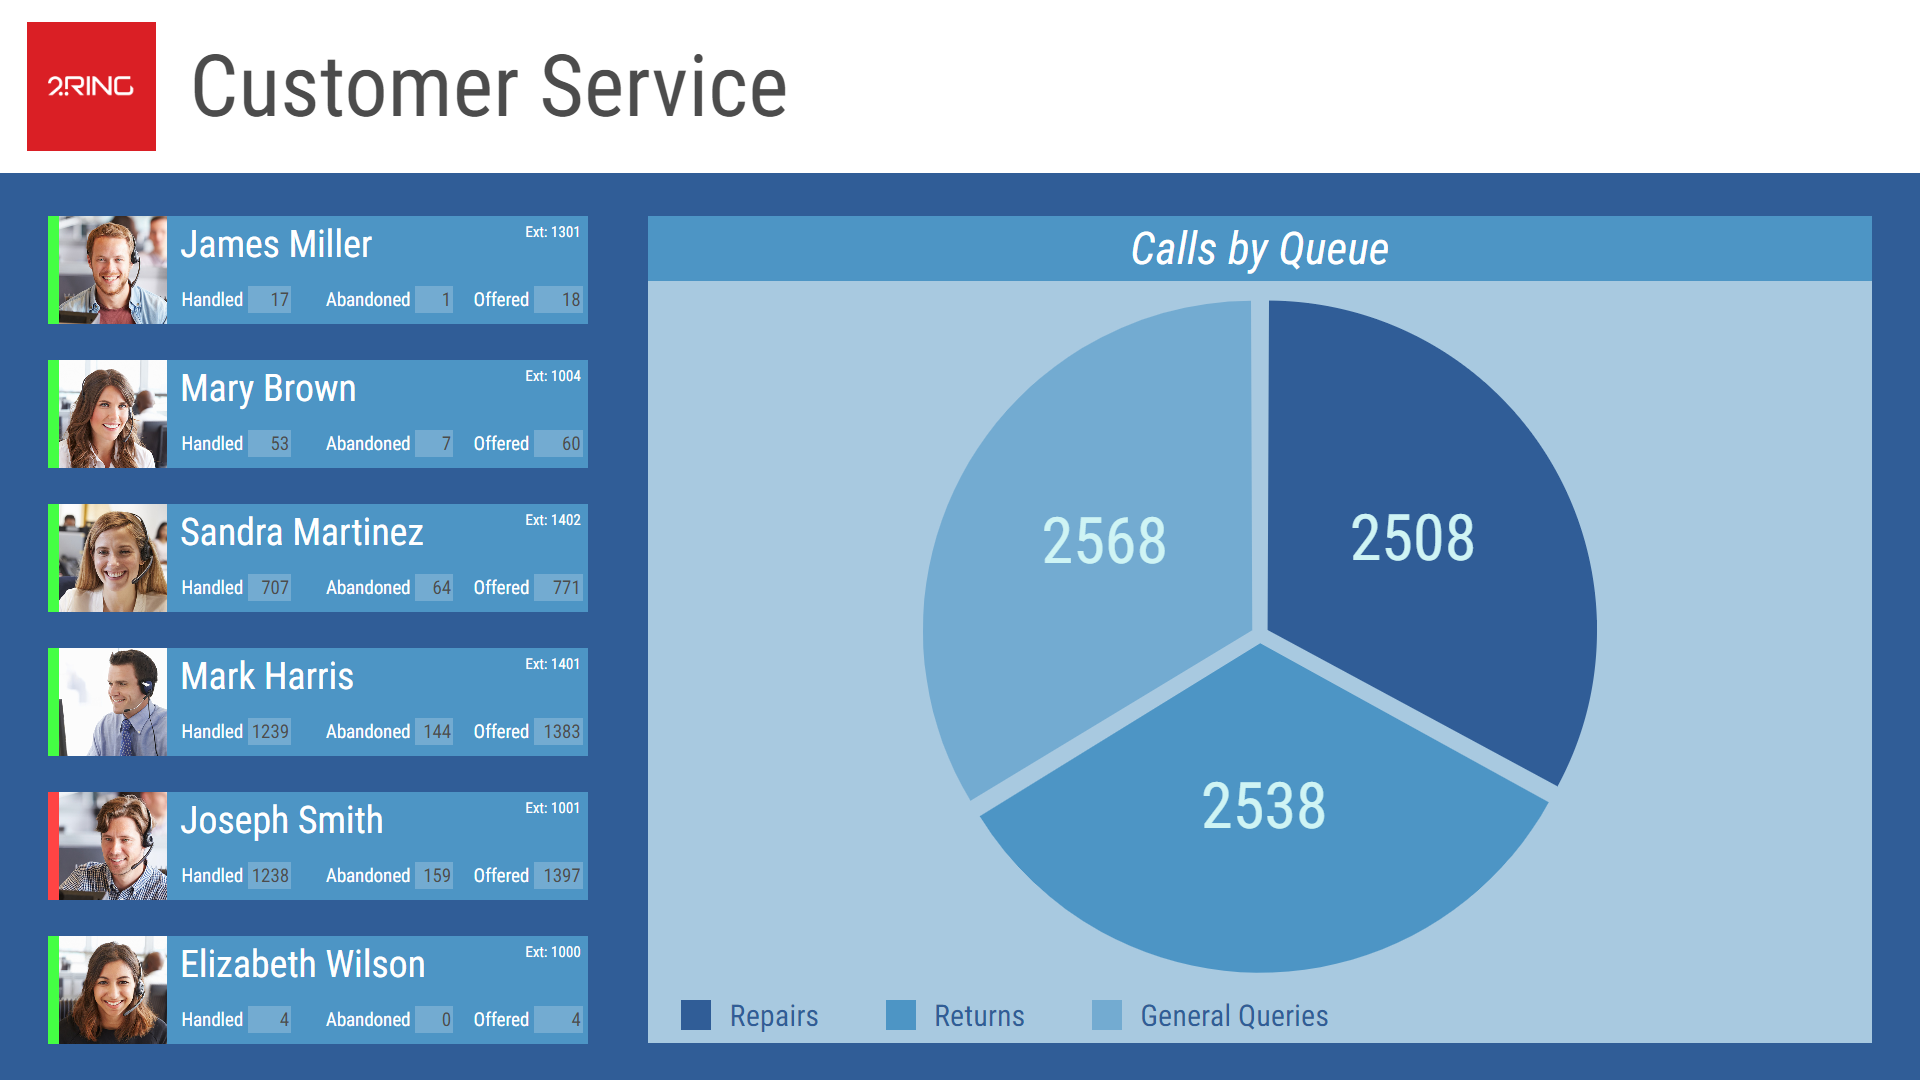 2RING
Customer Service
James Miller
Ext: 1301
Handled 17 Abandoned 1 Offered 18
Mary Brown
Ext: 1004
Handled 53 Abandoned 7 Offered 60
Sandra Martinez
Ext: 1402
Handled 707 Abandoned 64 Offered 771
Mark Harris
Ext: 1401
Handled 1239 Abandoned 144 Offered 1383
Joseph Smith
Ext: 1001
Handled 1238 Abandoned 159 Offered 1397
Elizabeth Wilson
Ext: 1000
Handled 4 Abandoned 0 Offered 4
Calls by Queue
2568
2508
2538
Repairs Returns General Queries